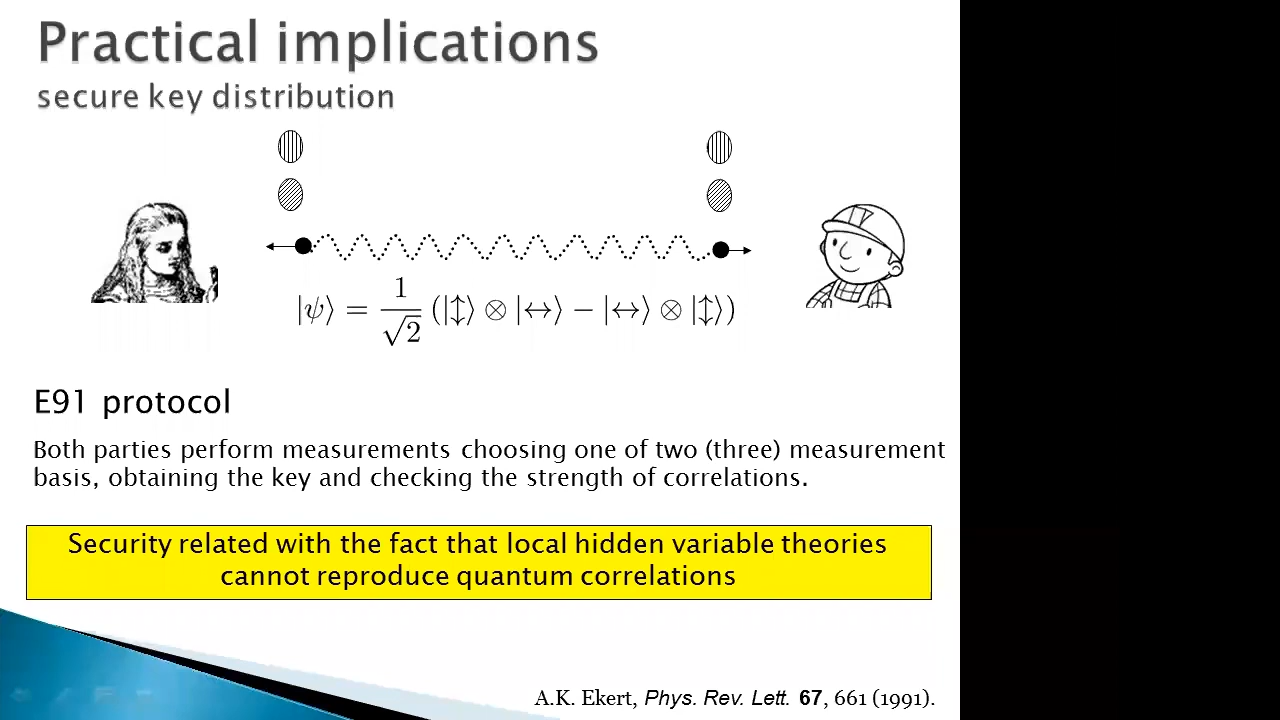 Practical implications
secure key distribution
|ψ⟩ = 1/√2 (|↕⟩ ⊗ |↔⟩ − |↔⟩ ⊗ |↕⟩)
E91 protocol
Both parties perform measurements choosing one of two (three) measurement
basis, obtaining the key and checking the strength of correlations.
Security related with the fact that local hidden variable theories
cannot reproduce quantum correlations
A.K. Ekert, Phys. Rev. Lett. 67, 661 (1991).